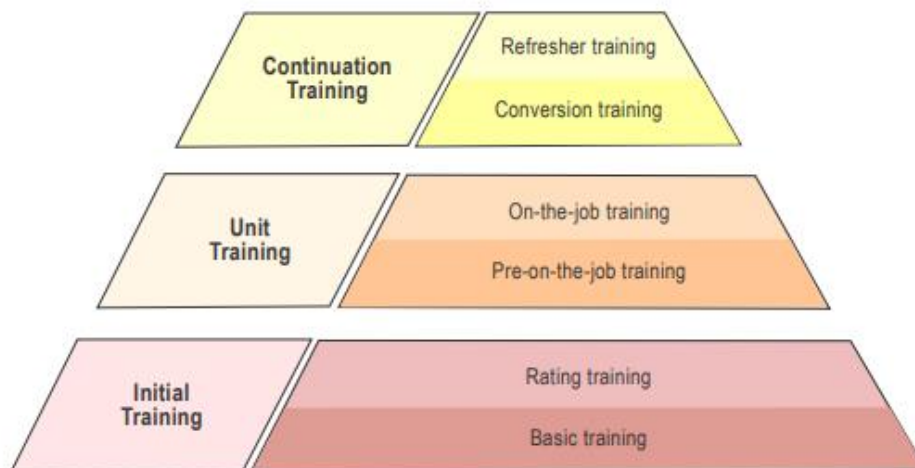 Continuation
Training
Refresher training
Conversion training
Unit
Training
On-the-job training
Pre-on-the-job training
Initial
Training
Rating training
Basic training